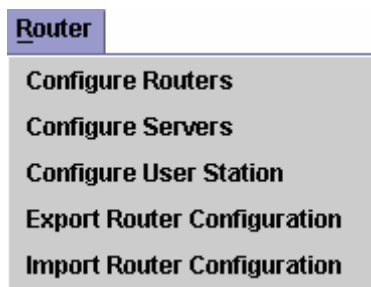 Router
Configure Routers
Configure Servers
Configure User Station
Export Router Configuration
Import Router Configuration